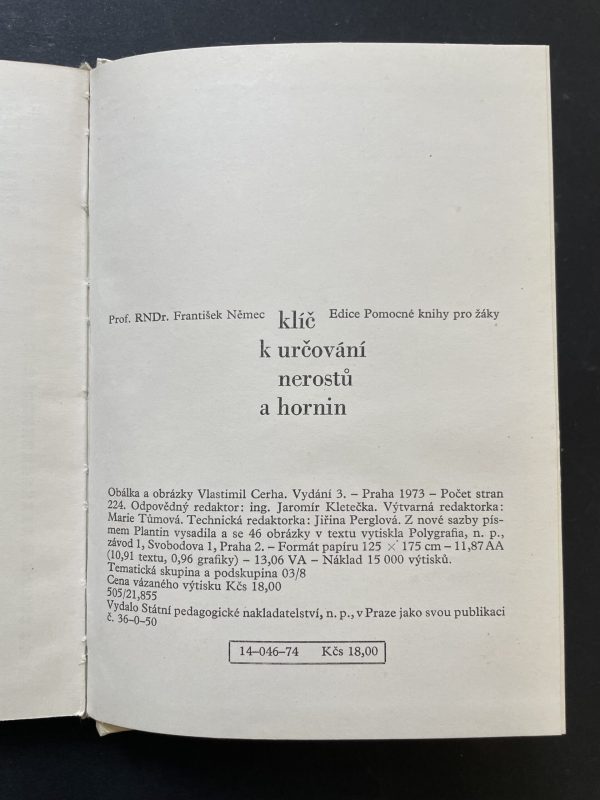 Prof. RNDr. František Němec klíč Edice Pomocné knihy pro žáky
k určování
nerostů
a hornin
Obálka a obrázky Vlastimil Cerha. Vydání 3. – Praha 1973 – Počet stran
224. Odpovědný redaktor: ing. Jaromír Kletečka. Výtvarná redaktorka:
Marie Tůmová. Technická redaktorka: Jiřina Perglová. Z nové sazby pís-
mem Plantin vysadila a se 46 obrázky v textu vytiskla Polygrafia, n. p.,
závod 1, Svobodova 1, Praha 2. – Formát papíru 125 × 175 cm – 11,87 AA
(10,91 textu, 0,96 grafiky) – 13,06 VA – Náklad 15 000 výtisků.
Tematická skupina a podskupina 03/8
Cena vázaného výtisku Kčs 18,00
505/21,855
Vydalo Státní pedagogické nakladatelství, n. p., v Praze jako svou publikaci
č. 36–0–50
14–046–74 Kčs 18,00